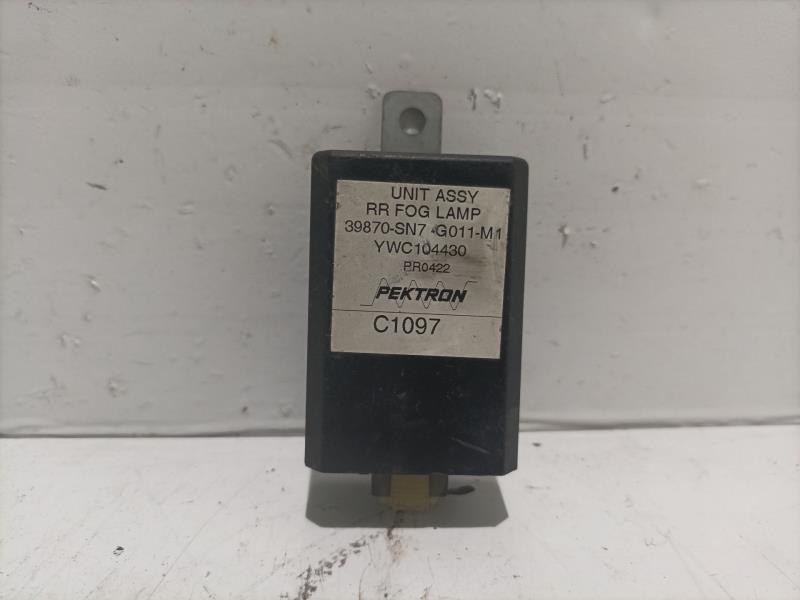 UNIT ASSY
RR FOG LAMP
39870-SN7-G011-M1
YWC104430
PR0422
PEKTRON
C1097